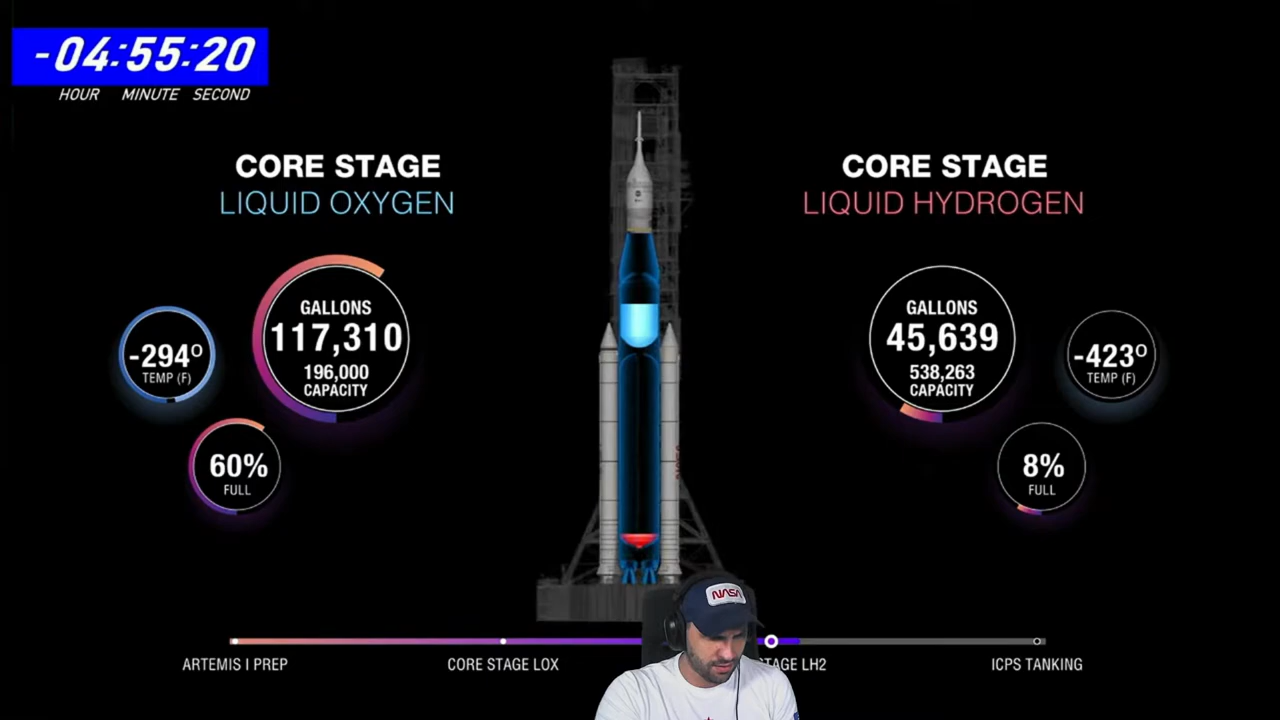 -04:55:20
HOUR MINUTE SECOND
CORE STAGE
LIQUID OXYGEN
GALLONS
117,310
196,000
CAPACITY
-294º
TEMP (F)
60%
FULL
CORE STAGE
LIQUID HYDROGEN
GALLONS
45,639
538,263
CAPACITY
-423º
TEMP (F)
8%
FULL
NASA
ARTEMIS I PREP
CORE STAGE LOX
STAGE LH2
ICPS TANKING